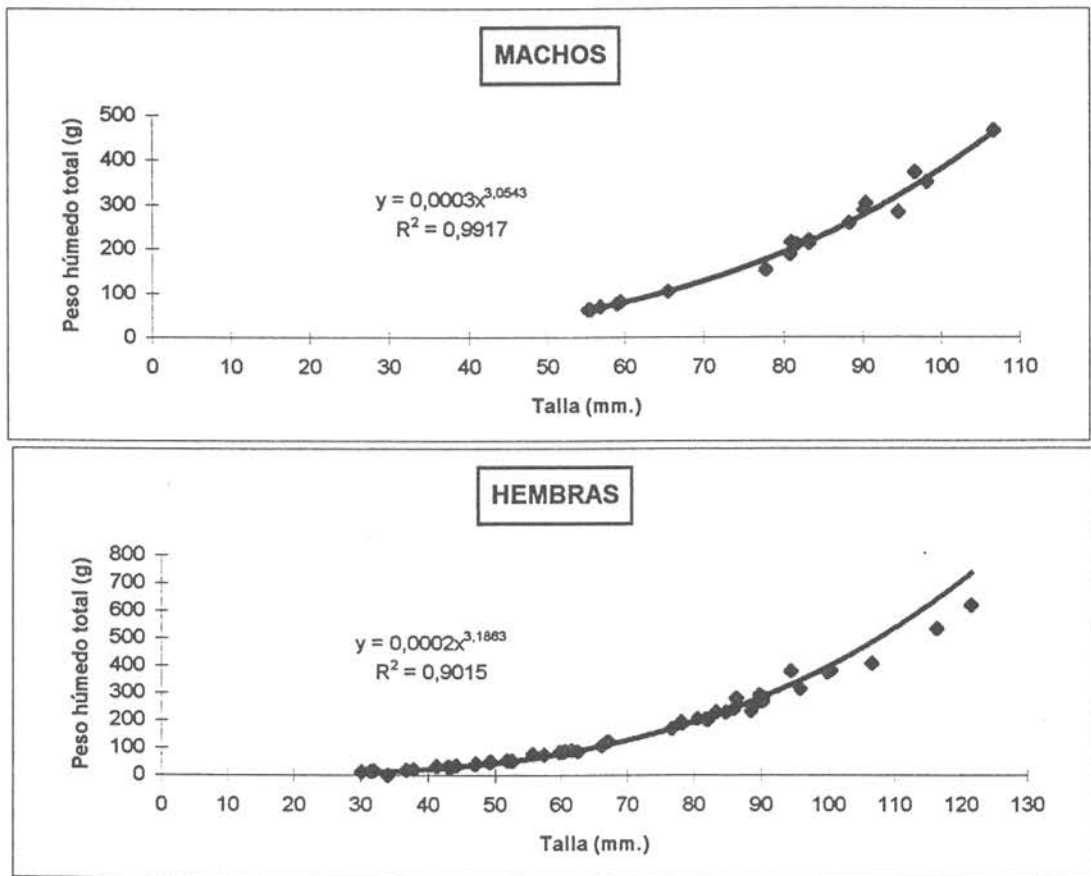 MACHOS
Peso húmedo total (g)
500
400
300
200
100
0
y = 0,0003x^3,0543
R² = 0,9917
0 10 20 30 40 50 60 70 80 90 100 110
Talla (mm.)
HEMBRAS
Peso húmedo total (g)
800
700
600
500
400
300
200
100
0
y = 0,0002x^3,1863
R² = 0,9015
0 10 20 30 40 50 60 70 80 90 100 110 120 130
Talla (mm.)